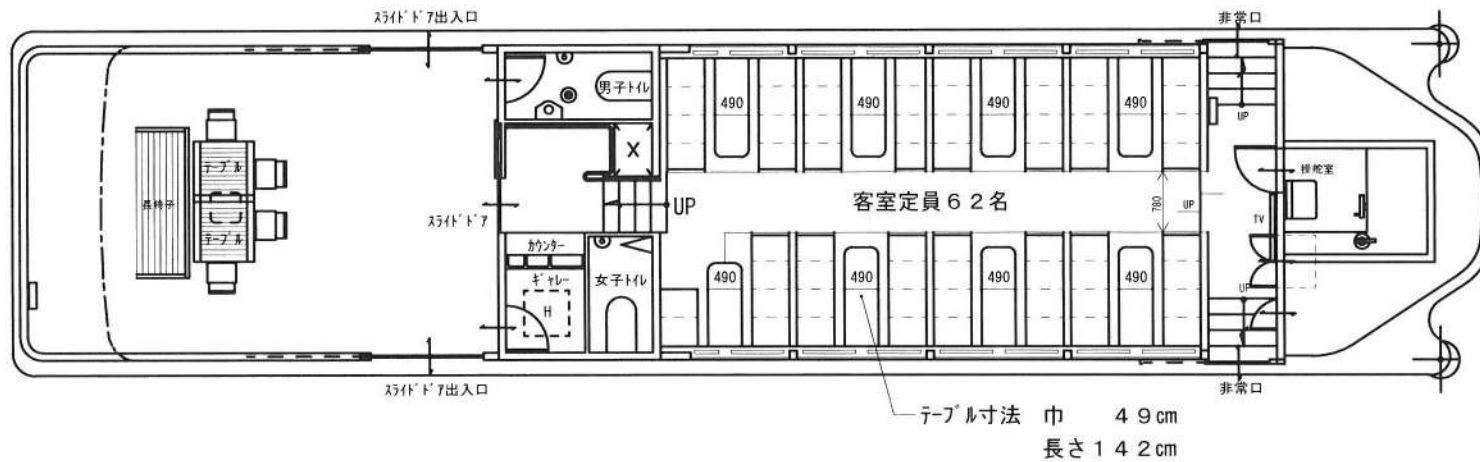 スライドドア出入口
非常口
男子トイレ
490
490
490
490
UP
X
操舵室
テーブル
長椅子
テーブル
スライドドア
UP
客室定員62名
780
UP
TV
カウンター
ギャレー
H
女子トイレ
490
490
490
490
UP
スライドドア出入口
非常口
テーブル寸法 巾 49cm
長さ142cm